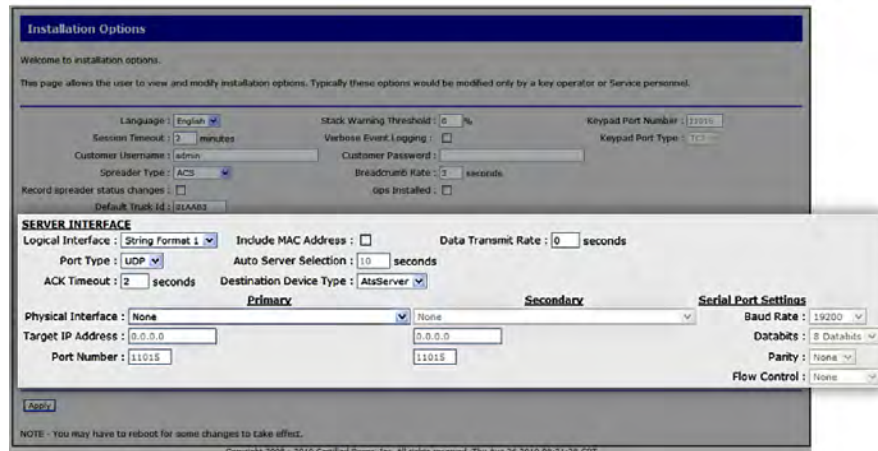 Installation Options
Welcome to installation options.
This page allows the user to view and modify installation options. Typically these options would be modified only by a key operator or Service personnel.
Language : English Stack Warning Threshold : 0 % Keypad Port Number : 11016
Session Timeout : 2 minutes Verbose Event Logging : Keypad Port Type : TCP
Customer Username : admin Customer Password :
Spreader Type : ACS Breadcrumb Rate : 3 seconds
Record spreader status changes : Gps Installed :
Default Truck Id :
SERVER INTERFACE
Logical Interface : String Format 1 Include MAC Address : Data Transmit Rate : 0 seconds
Port Type : UDP Auto Server Selection : 10 seconds
ACK Timeout : 2 seconds Destination Device Type : AtsServer
Primary Secondary Serial Port Settings
Physical Interface : None None Baud Rate : 19200
Target IP Address : 0.0.0.0 0.0.0.0 Databits : 8 Databits
Port Number : 11015 11015 Parity : None
Flow Control : None
Apply
NOTE - You may have to reboot for some changes to take effect.